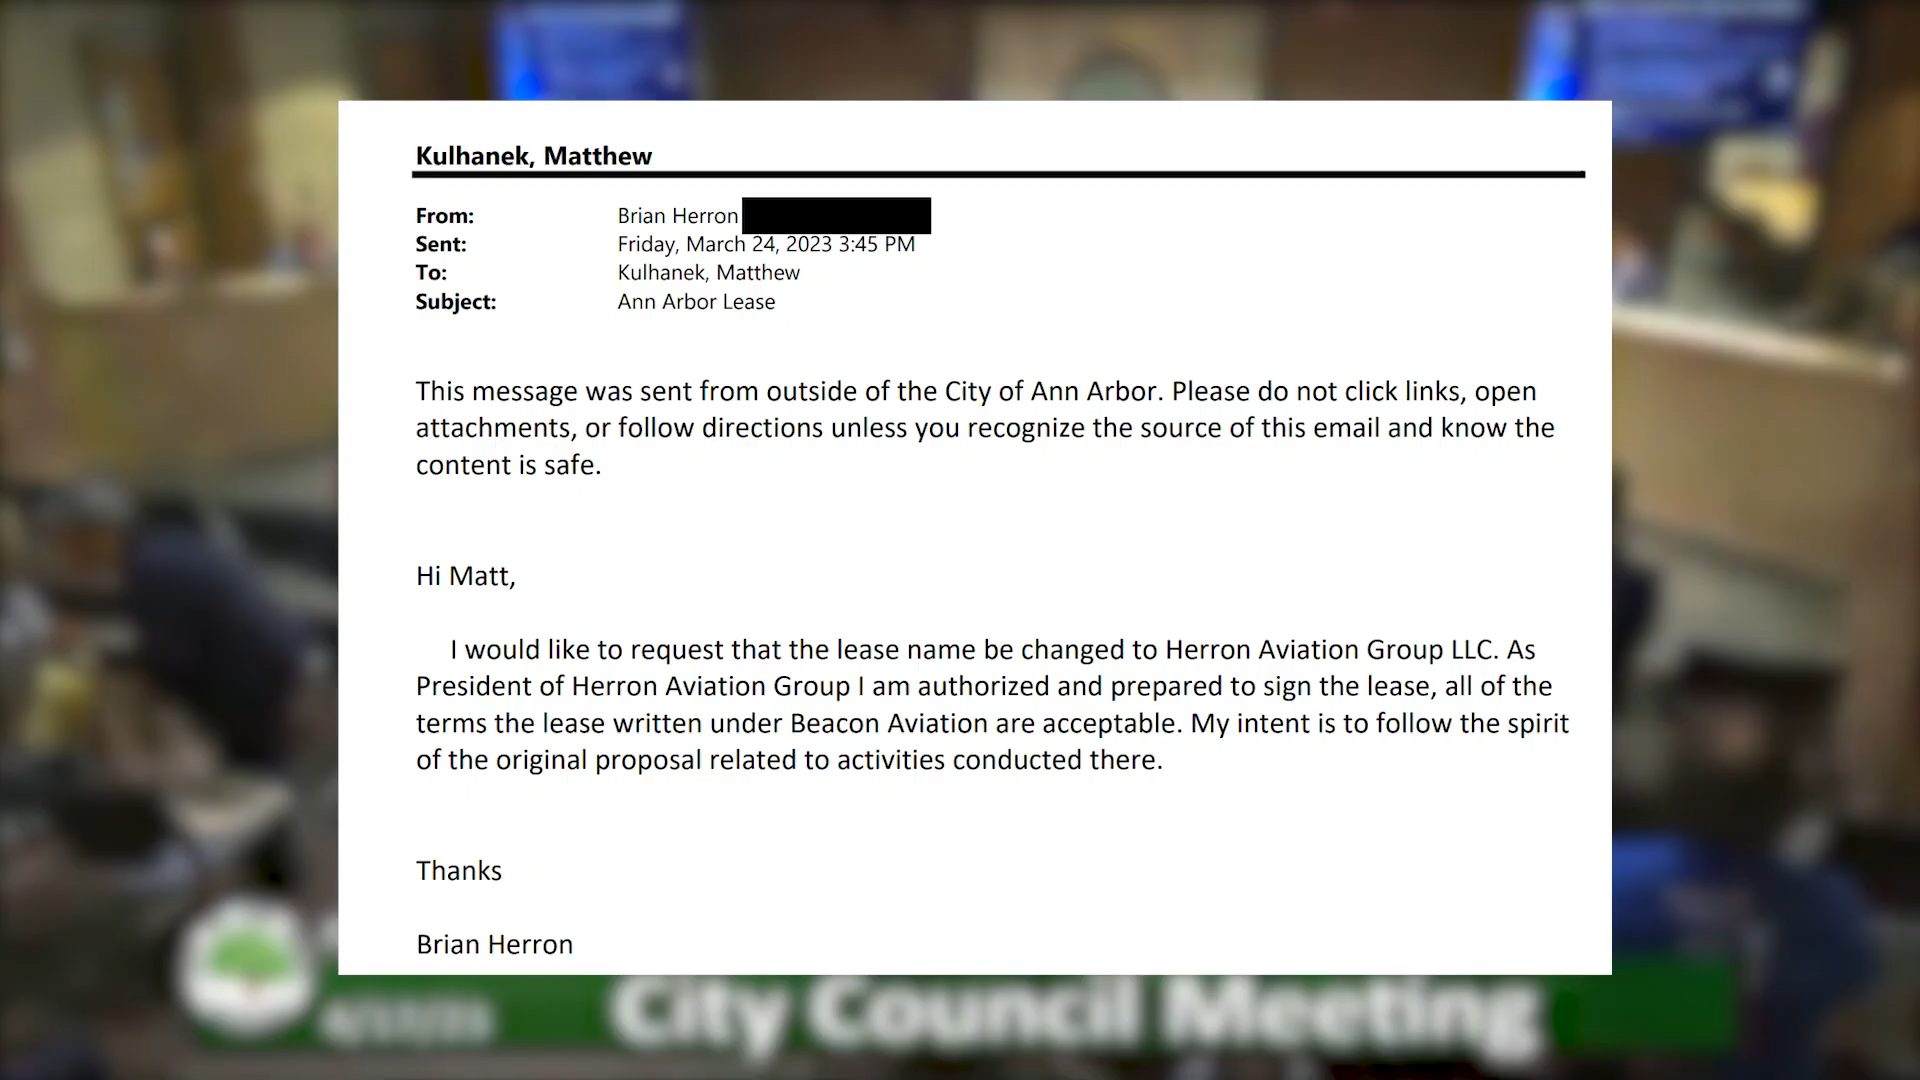 Kulhanek, Matthew
From: Brian Herron
Sent: Friday, March 24, 2023 3:45 PM
To: Kulhanek, Matthew
Subject: Ann Arbor Lease
This message was sent from outside of the City of Ann Arbor. Please do not click links, open
attachments, or follow directions unless you recognize the source of this email and know the
content is safe.
Hi Matt,
I would like to request that the lease name be changed to Herron Aviation Group LLC. As
President of Herron Aviation Group I am authorized and prepared to sign the lease, all of the
terms the lease written under Beacon Aviation are acceptable. My intent is to follow the spirit
of the original proposal related to activities conducted there.
Thanks
Brian Herron
City Council Meeting